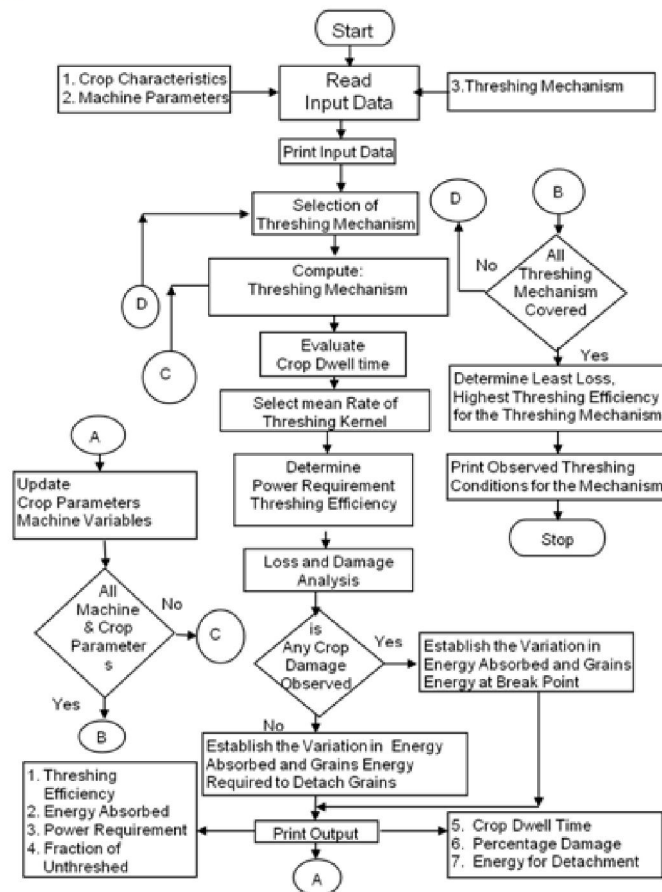 Start
1. Crop Characteristics
2. Machine Parameters
Read
Input Data
3.Threshing Mechanism
Print Input Data
Selection of
Threshing Mechanism
D
B
D
Compute:
Threshing Mechanism
C
No
All
Threshing
Mechanism
Covered
Yes
Evaluate
Crop Dwell time
Select mean Rate of
Threshing Kernel
Determine Least Loss,
Highest Threshing Efficiency
for the Threshing Mechanism
A
Determine
Power Requirement
Threshing Efficiency
Print Observed Threshing
Conditions for the Mechanism
Update
Crop Parameters
Machine Variables
Stop
Loss and Damage
Analysis
All
Machine
& Crop
Parameter
s
No
C
Yes
B
is
Any Crop
Damage
Observed
Yes
Establish the Variation in
Energy Absorbed and Grains
Energy at Break Point
No
Establish the Variation in Energy
Absorbed and Grains Energy
Required to Detach Grains
1. Threshing
Efficiency
2. Energy Absorbed
3. Power Requirement
4. Fraction of
Unthreshed
Print Output
5. Crop Dwell Time
6. Percentage Damage
7. Energy for Detachment
A